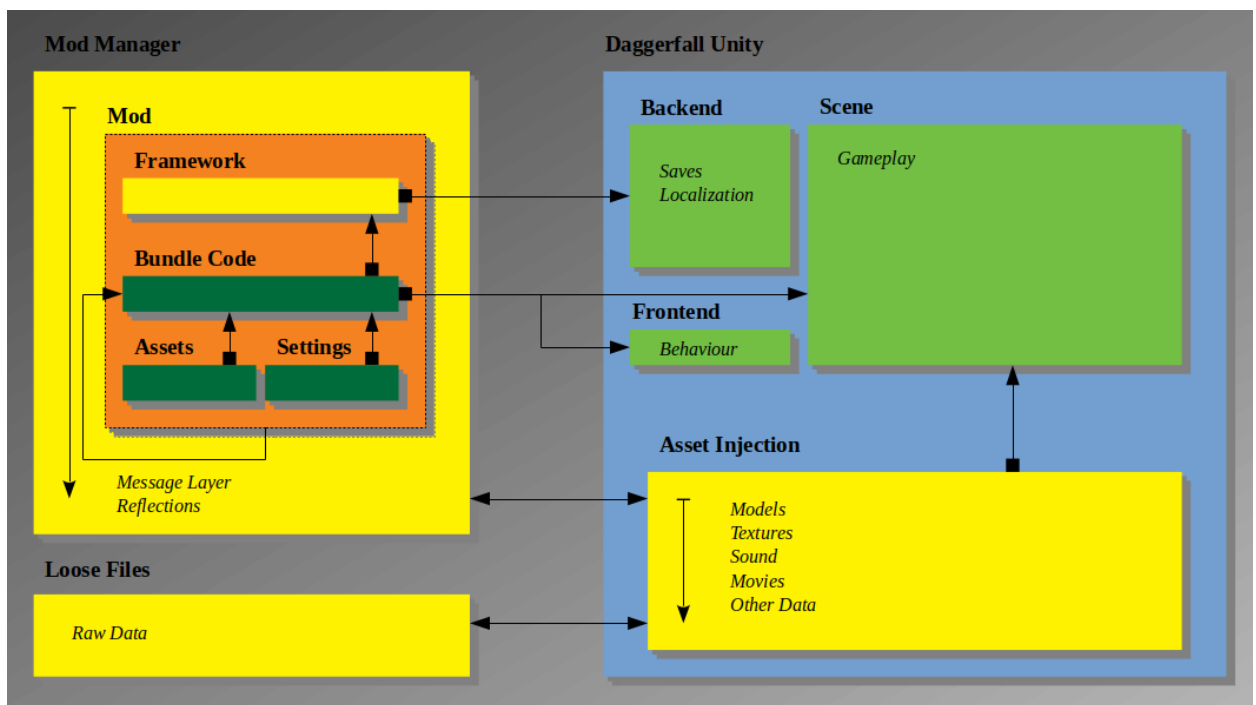 Mod Manager
Mod
Framework
Bundle Code
Assets
Settings
Message Layer
Reflections
Loose Files
Raw Data
Daggerfall Unity
Backend
Saves
Localization
Scene
Gameplay
Frontend
Behaviour
Asset Injection
Models
Textures
Sound
Movies
Other Data